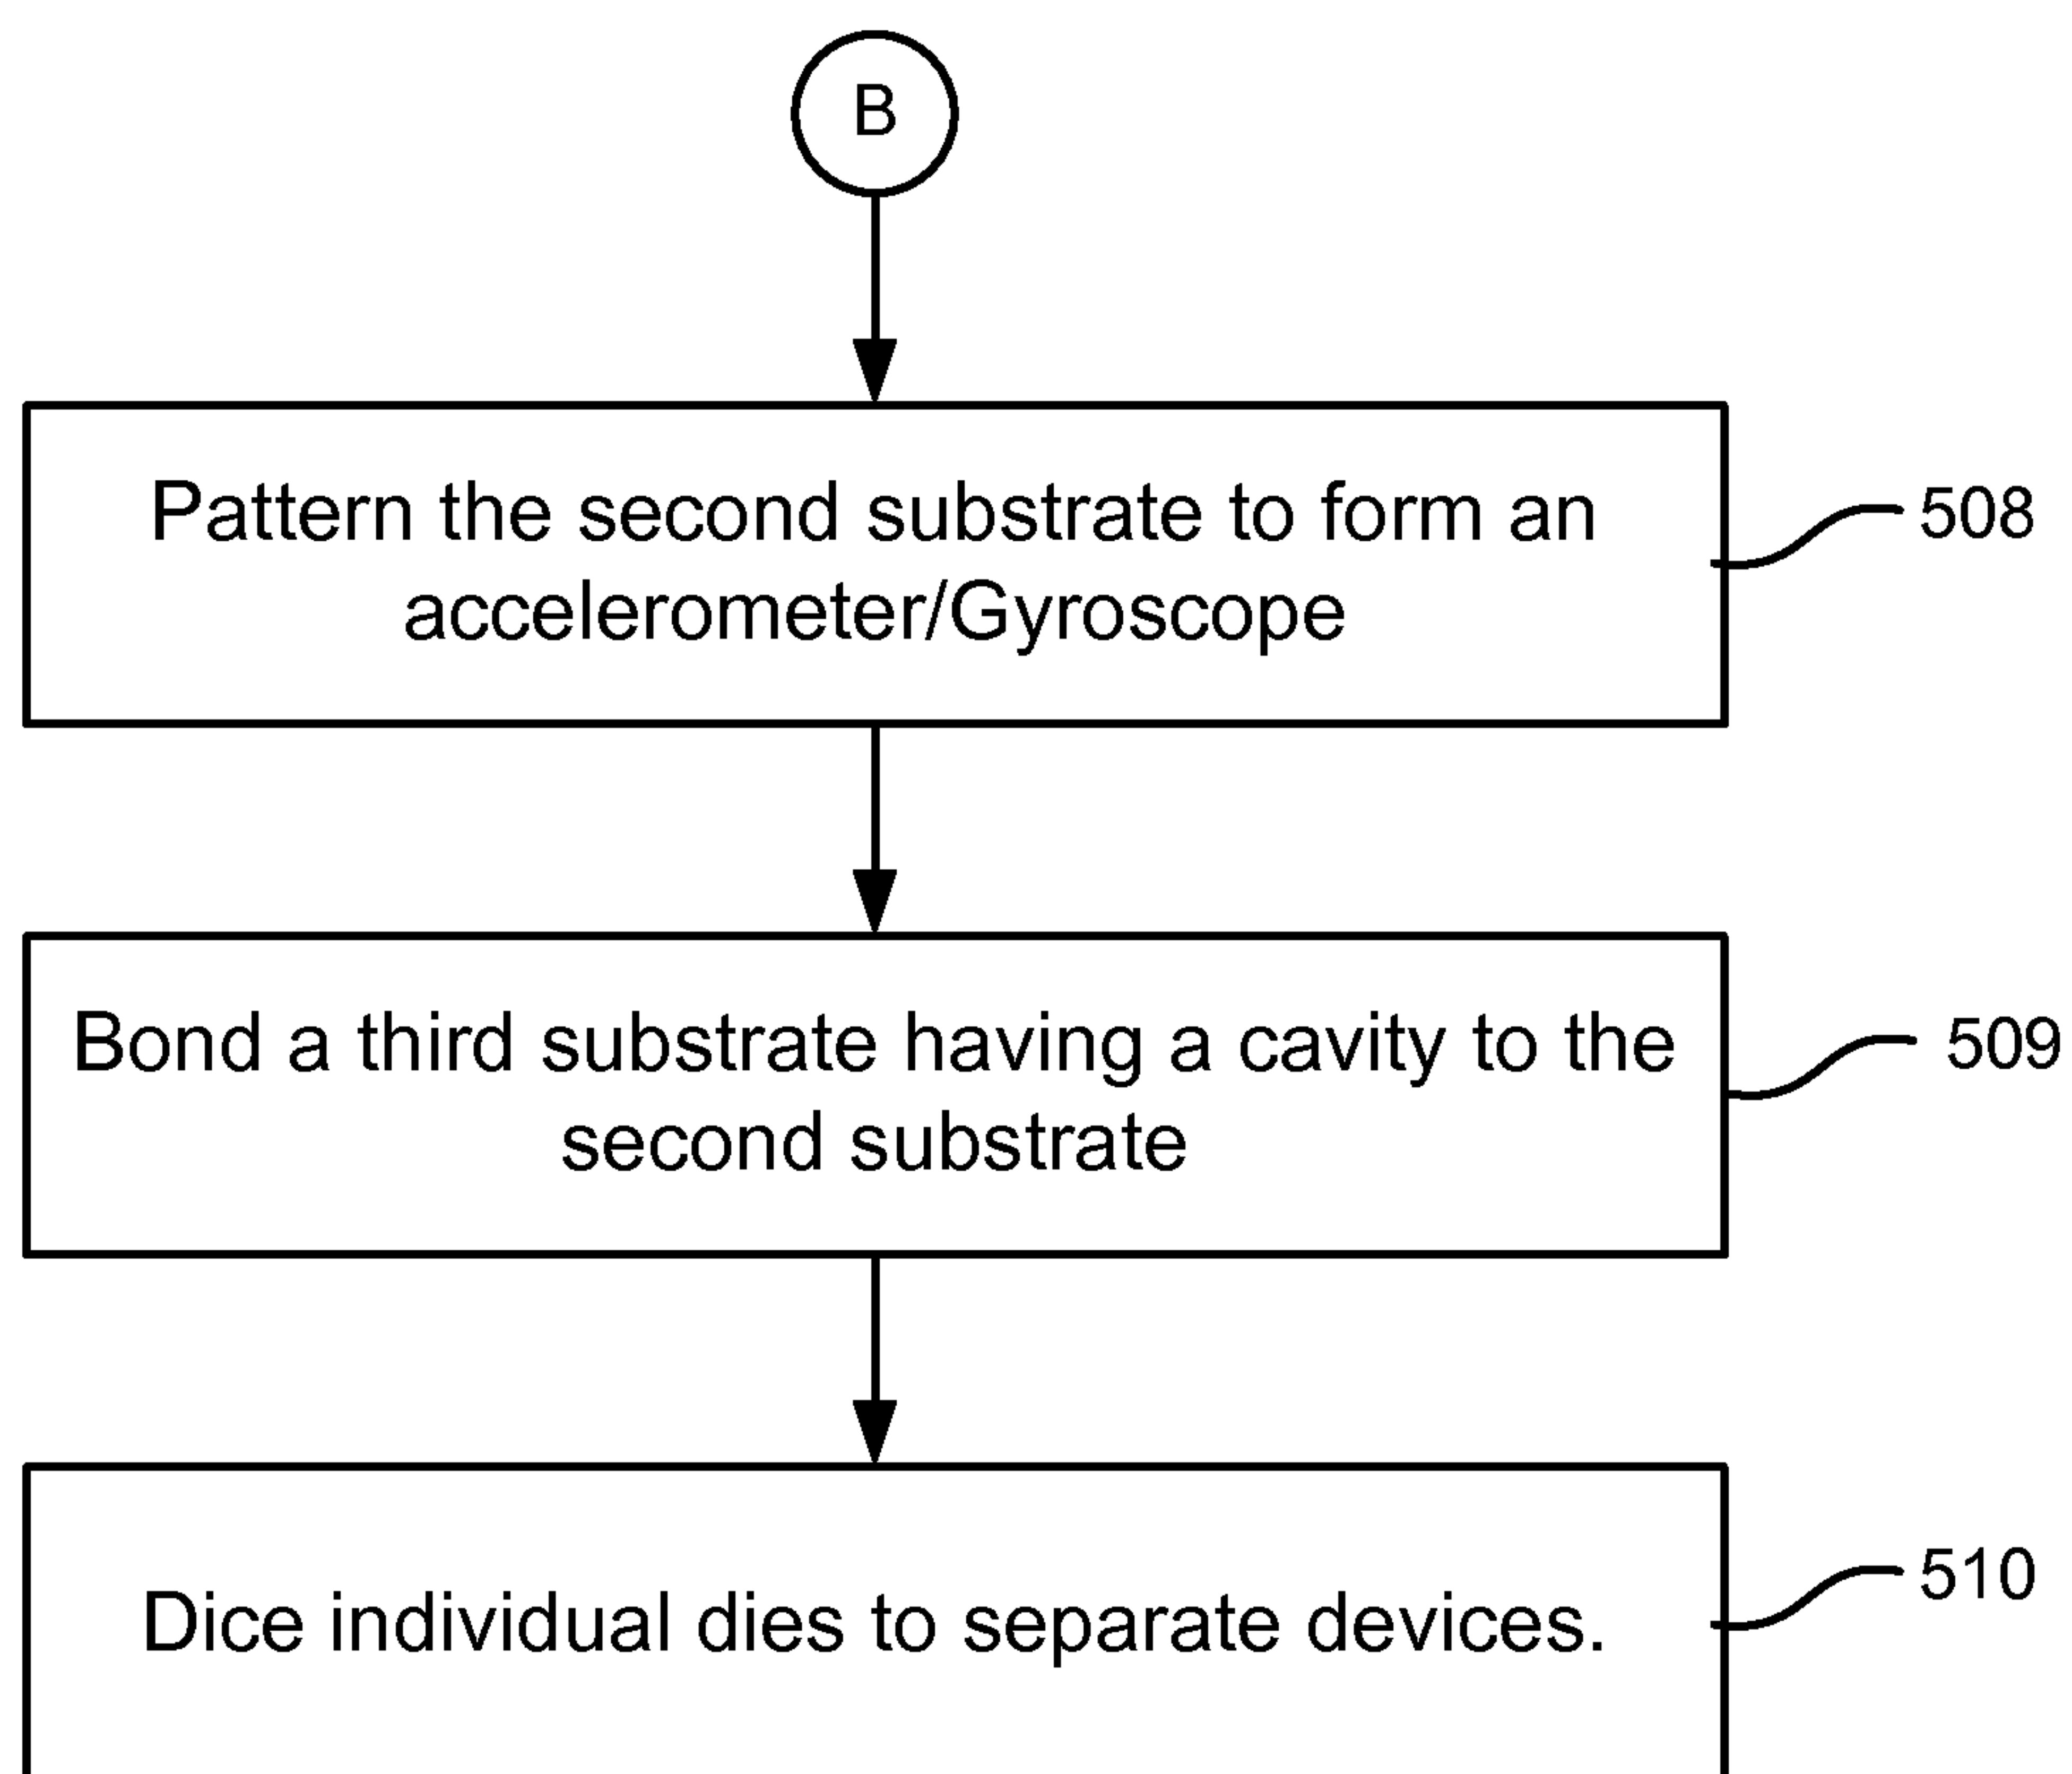 B
Pattern the second substrate to form an
accelerometer/Gyroscope
508
Bond a third substrate having a cavity to the
second substrate
509
Dice individual dies to separate devices.
510